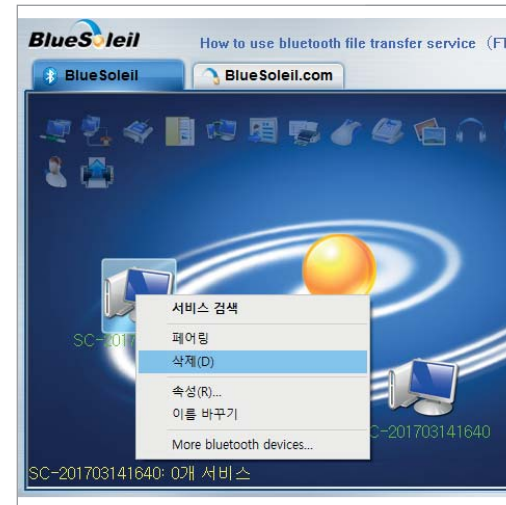 BlueSoleil
How to use bluetooth file transfer service (FT
BlueSoleil
BlueSoleil.com
서비스 검색
페어링
삭제(D)
속성(R)...
이름 바꾸기
More bluetooth devices...
SC-2017
-201703141640
SC-201703141640: 0개 서비스